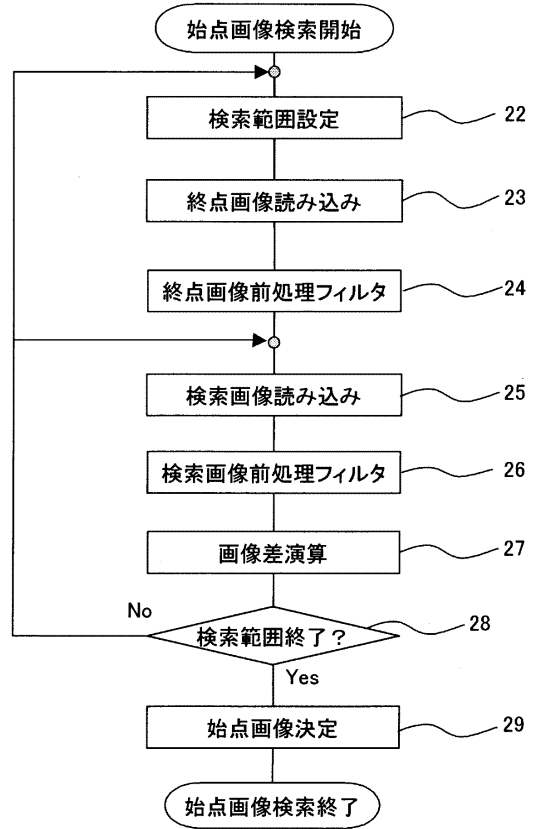 始点画像検索開始
検索範囲設定
22
終点画像読み込み
23
終点画像前処理フィルタ
24
検索画像読み込み
25
検索画像前処理フィルタ
26
画像差演算
27
No
検索範囲終了？
28
Yes
始点画像決定
29
始点画像検索終了